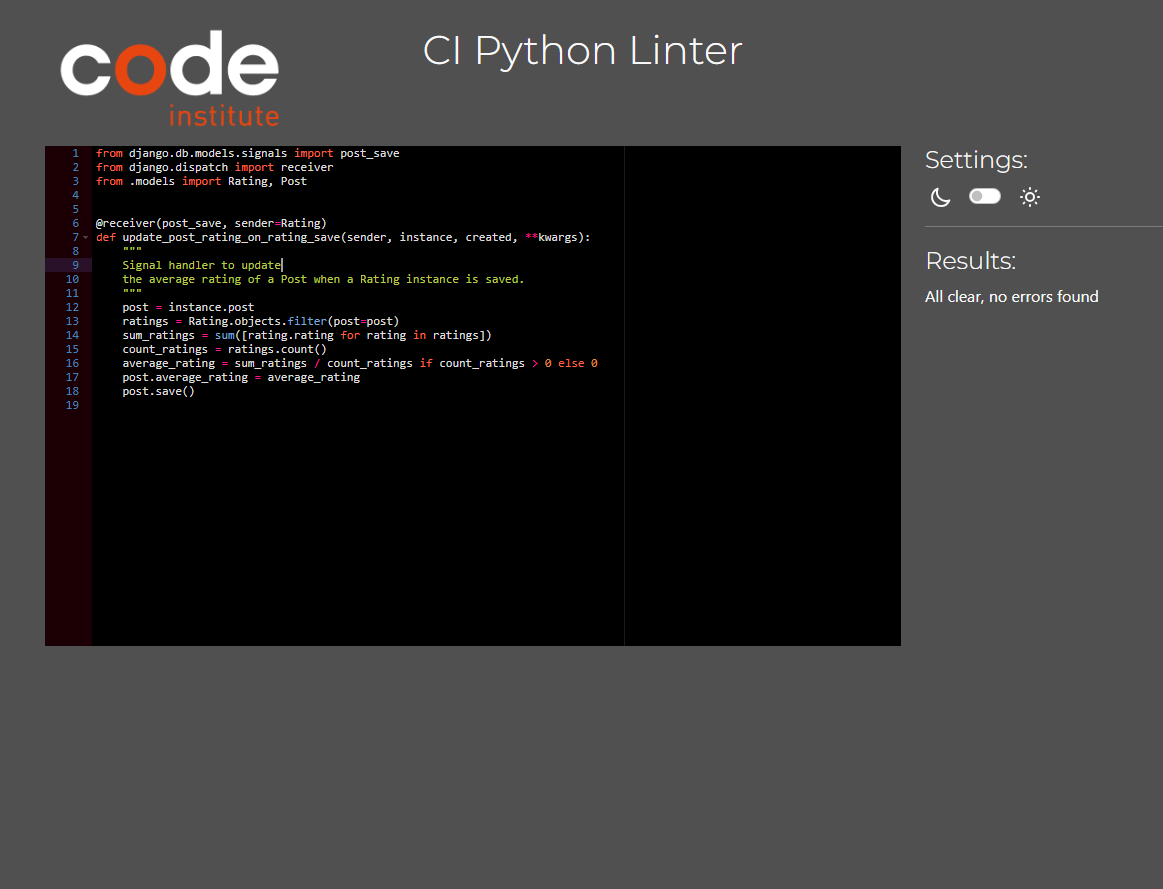 code
institute
CI Python Linter
1 from django.db.models.signals import post_save
2 from django.dispatch import receiver
3 from .models import Rating, Post
4
5
6 @receiver(post_save, sender=Rating)
7 def update_post_rating_on_rating_save(sender, instance, created, **kwargs):
8     """
9     Signal handler to update
10     the average rating of a Post when a Rating instance is saved.
11     """
12     post = instance.post
13     ratings = Rating.objects.filter(post=post)
14     sum_ratings = sum([rating.rating for rating in ratings])
15     count_ratings = ratings.count()
16     average_rating = sum_ratings / count_ratings if count_ratings > 0 else 0
17     post.average_rating = average_rating
18     post.save()
19
Settings:
Results:
All clear, no errors found